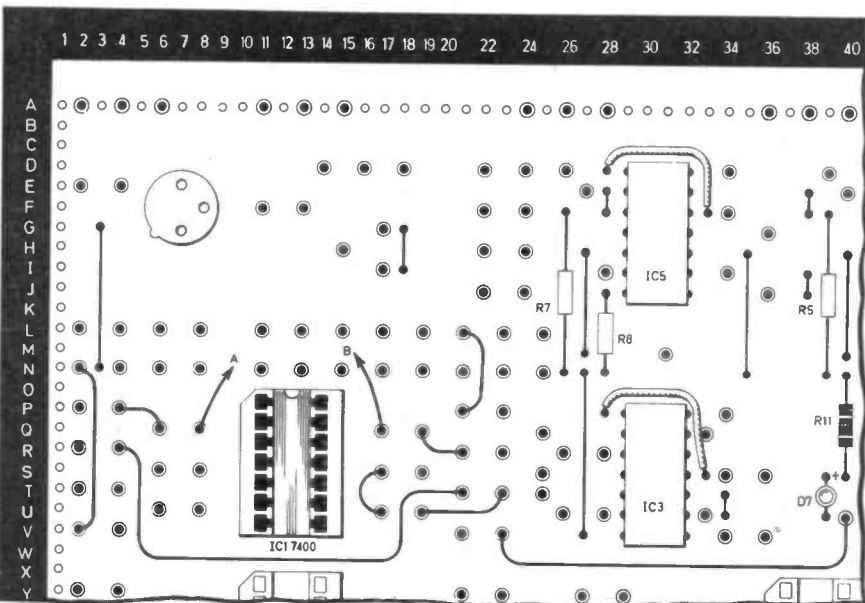 1 2 3 4 5 6 7 8 9 10 11 12 13 14 15 16 17 18 19 20 22 24 26 28 30 32 34 36 38 40
A
B
C
D
E
F
G
H
I
J
K
L
M
N
O
P
Q
R
S
T
U
V
W
X
Y
IC5
R7
R8
R5
A
B
R11
IC3
+
D7
IC1 7400